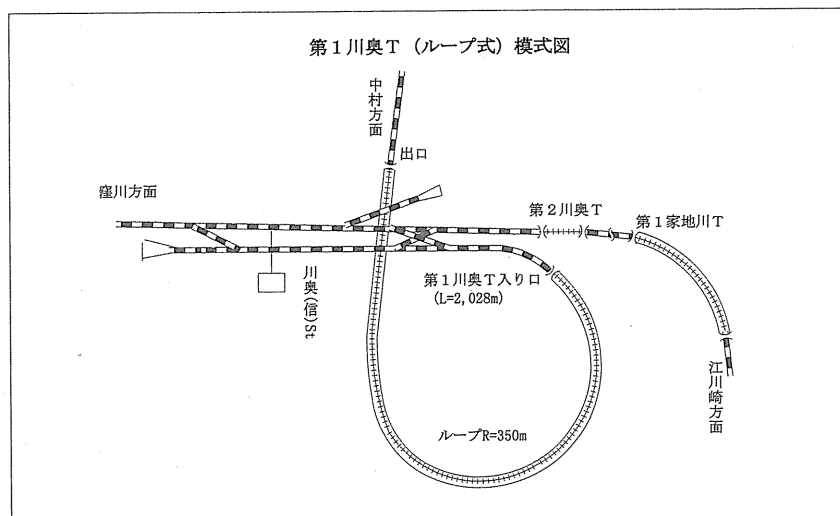 第1川奥T（ループ式）模式図
中村方面
出口
窪川方面
第2川奥T
第1家地川T
川奥(信)St
第1川奥T入り口
(L=2,028m)
江川崎方面
ループR=350m